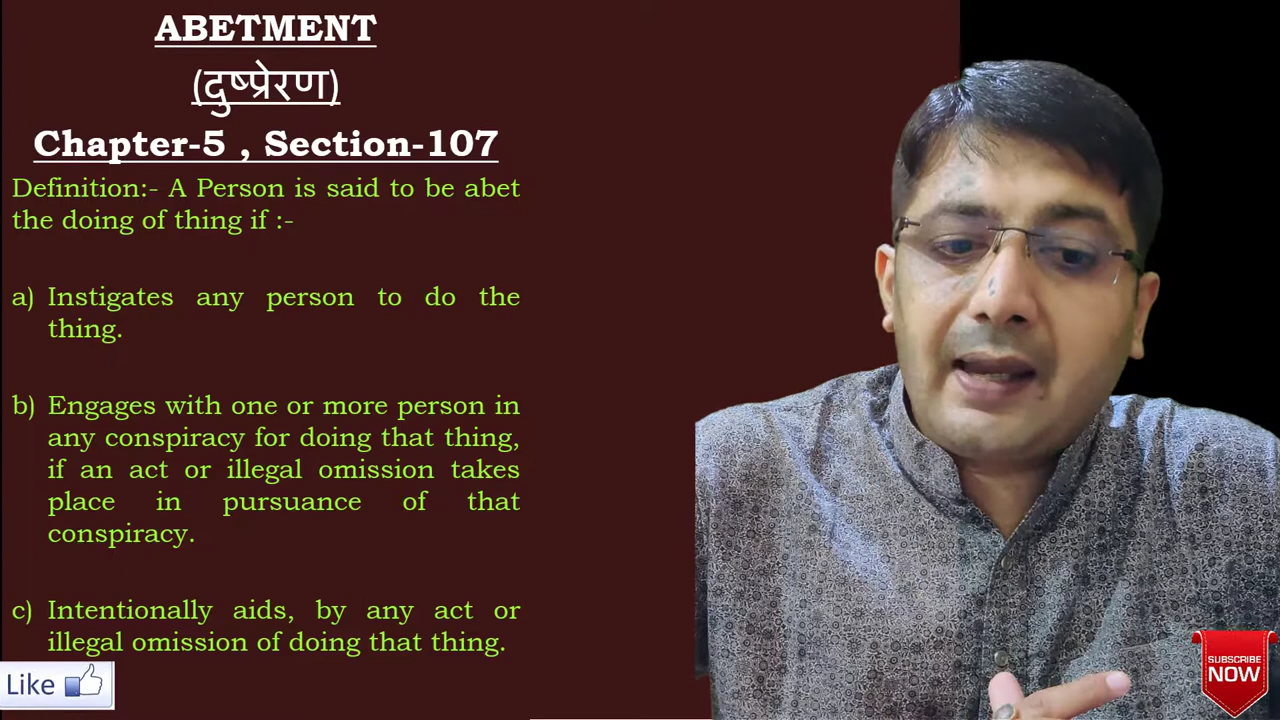 ABETMENT
(दुष्प्रेरण)
Chapter-5 , Section-107
Definition:- A Person is said to be abet
the doing of thing if :-
a) Instigates any person to do the
thing.
b) Engages with one or more person in
any conspiracy for doing that thing,
if an act or illegal omission takes
place in pursuance of that
conspiracy.
c) Intentionally aids, by any act or
illegal omission of doing that thing.
Like
SUBSCRIBE
NOW